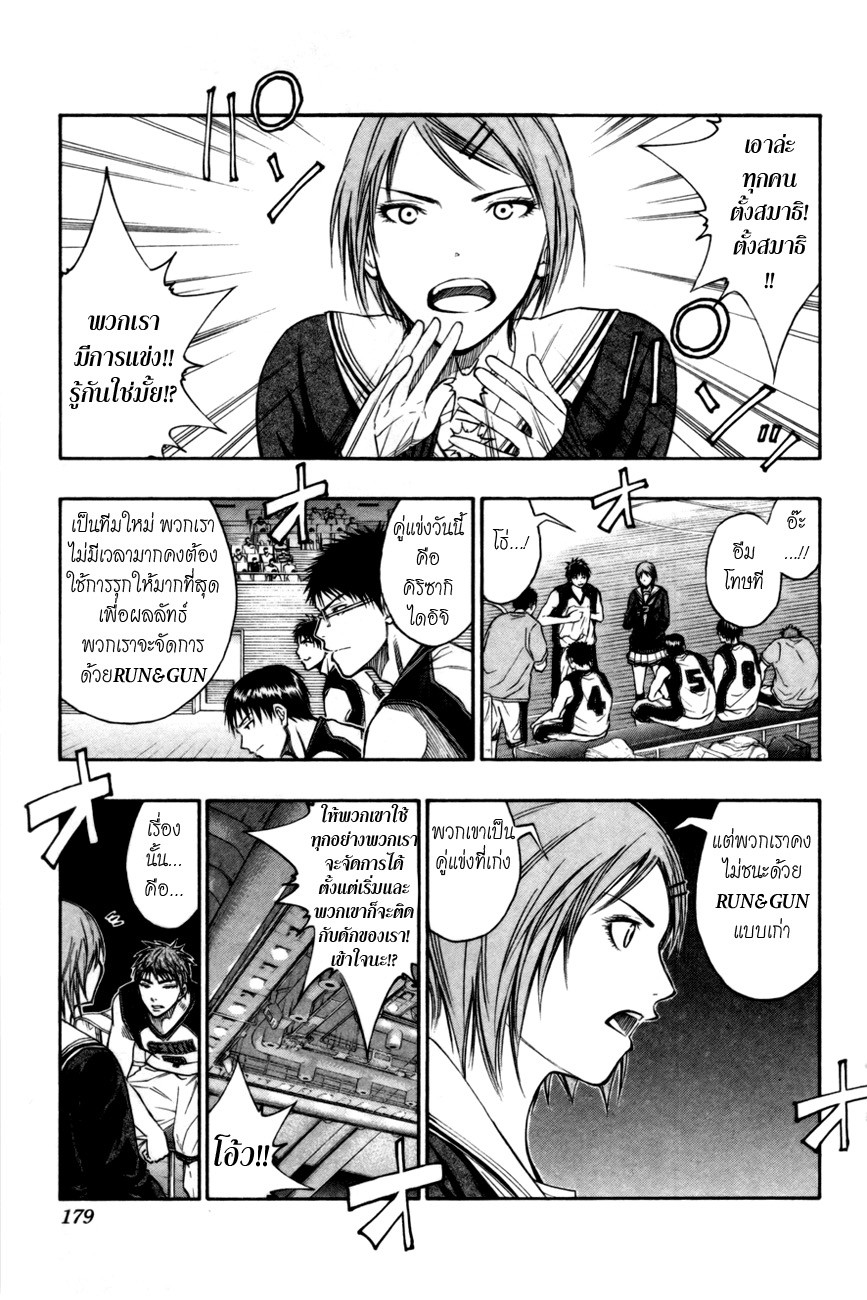 เอาล่ะ
ทุกคน
ตั้งสมาธิ!
ตั้งสมาธิ
!!
พวกเรา
มีการแข่ง!!
รู้กันใช่มั้ย!?
อ๊ะ
...!!
อืม
โทษที
โธ่...!
คู่แข่งวันนี้
คือ
คิริซากิ
ไดอิจิ
เป็นทีมใหม่ พวกเรา
ไม่มีเวลามากคงต้อง
ใช้การรุกให้มากที่สุด
เพื่อผลลัทธ์
พวกเราจะจัดการ
ด้วยRUN&GUN
4
5
8
แต่พวกเราคง
ไม่ชนะด้วย
RUN&GUN
แบบเก่า
พวกเขาเป็น
คู่แข่งที่เก่ง
ให้พวกเขาใช้
ทุกอย่างพวกเรา
จะจัดการได้
ตั้งแต่เริ่มและ
พวกเขาก็จะติด
กับดักของเรา!
เข้าใจนะ!?
โอ้ว!!
เรื่อง
นั้น...
คือ...
SEIRIN
オ
オ
オ
オ
オ
179